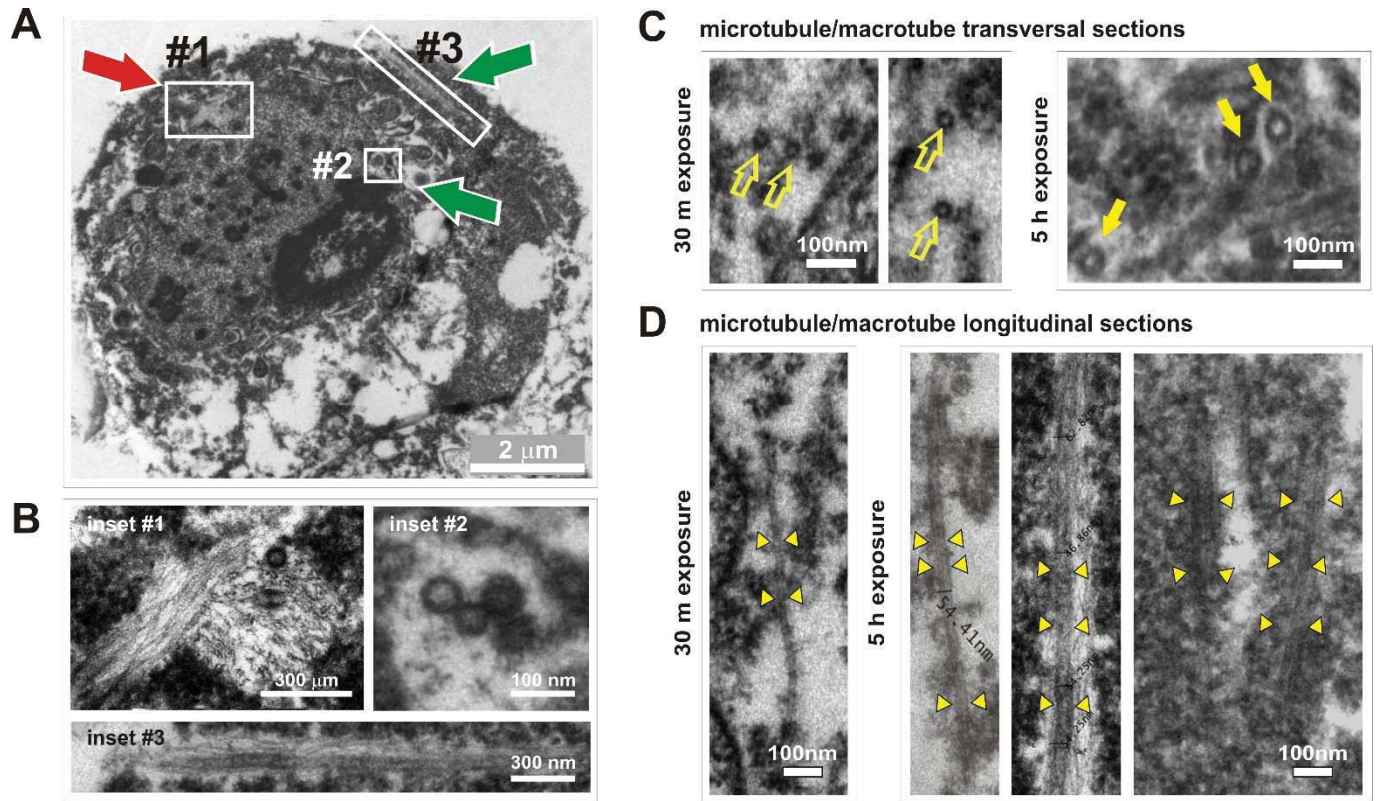 A
#1
#3
#2
2 μm
B
inset #1
300 μm
inset #2
100 nm
inset #3
300 nm
C microtubule/macrotube transversal sections
30 m exposure
100nm
5 h exposure
100nm
D microtubule/macrotube longitudinal sections
30 m exposure
100nm
5 h exposure
54.41nm
100nm